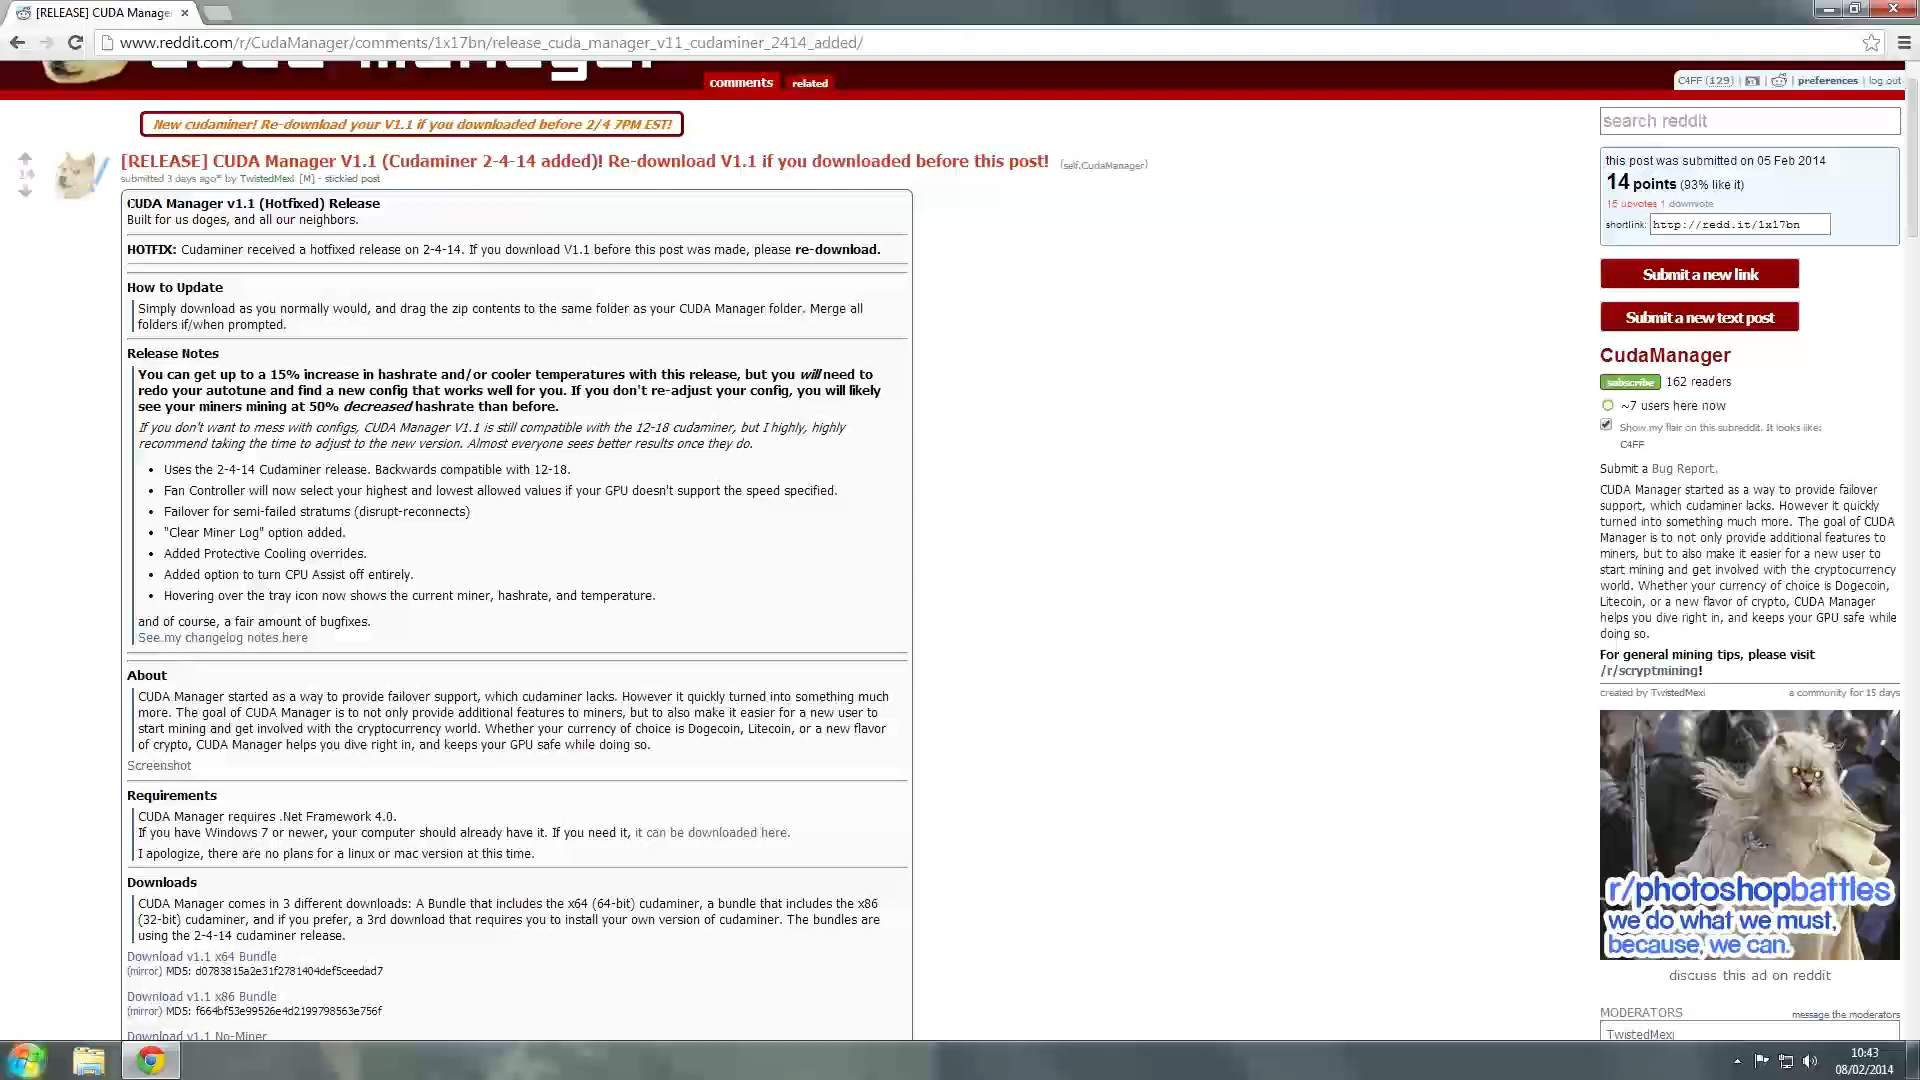 [RELEASE] CUDA Manage
www.reddit.com/r/CudaManager/comments/1x17bn/release_cuda_manager_v11_cudaminer_2414_added/
comments related
C4FF (129) | preferences | log out
New cudaminer! Re-download your V1.1 if you downloaded before 2/4 7PM EST!
14
[RELEASE] CUDA Manager V1.1 (Cudaminer 2-4-14 added)! Re-download V1.1 if you downloaded before this post! (self.CudaManager)
submitted 3 days ago* by TwistedMexi [M] - stickied post
CUDA Manager v1.1 (Hotfixed) Release
Built for us doges, and all our neighbors.
HOTFIX: Cudaminer received a hotfixed release on 2-4-14. If you download V1.1 before this post was made, please re-download.
How to Update
Simply download as you normally would, and drag the zip contents to the same folder as your CUDA Manager folder. Merge all
folders if/when prompted.
Release Notes
You can get up to a 15% increase in hashrate and/or cooler temperatures with this release, but you will need to
redo your autotune and find a new config that works well for you. If you don't re-adjust your config, you will likely
see your miners mining at 50% decreased hashrate than before.
If you don't want to mess with configs, CUDA Manager V1.1 is still compatible with the 12-18 cudaminer, but I highly, highly
recommend taking the time to adjust to the new version. Almost everyone sees better results once they do.
• Uses the 2-4-14 Cudaminer release. Backwards compatible with 12-18.
• Fan Controller will now select your highest and lowest allowed values if your GPU doesn't support the speed specified.
• Failover for semi-failed stratums (disrupt-reconnects)
• "Clear Miner Log" option added.
• Added Protective Cooling overrides.
• Added option to turn CPU Assist off entirely.
• Hovering over the tray icon now shows the current miner, hashrate, and temperature.
and of course, a fair amount of bugfixes.
See my changelog notes here
About
CUDA Manager started as a way to provide failover support, which cudaminer lacks. However it quickly turned into something much
more. The goal of CUDA Manager is to not only provide additional features to miners, but to also make it easier for a new user to
start mining and get involved with the cryptocurrency world. Whether your currency of choice is Dogecoin, Litecoin, or a new flavor
of crypto, CUDA Manager helps you dive right in, and keeps your GPU safe while doing so.
Screenshot
Requirements
CUDA Manager requires .Net Framework 4.0.
If you have Windows 7 or newer, your computer should already have it. If you need it, it can be downloaded here.
I apologize, there are no plans for a linux or mac version at this time.
Downloads
CUDA Manager comes in 3 different downloads: A Bundle that includes the x64 (64-bit) cudaminer, a bundle that includes the x86
(32-bit) cudaminer, and if you prefer, a 3rd download that requires you to install your own version of cudaminer. The bundles are
using the 2-4-14 cudaminer release.
Download v1.1 x64 Bundle
(mirror) MD5: d0783815a2e31f2781404def5ceedad7
Download v1.1 x86 Bundle
(mirror) MD5: f664bf53e99526e4d2199798563e756f
Download v1.1 No-Miner
search reddit
this post was submitted on 05 Feb 2014
14 points (93% like it)
15 upvotes 1 downvote
shortlink: http://redd.it/1x17bn
Submit a new link
Submit a new text post
CudaManager
subscribe 162 readers
~7 users here now
Show my flair on this subreddit. It looks like:
C4FF
Submit a Bug Report.
CUDA Manager started as a way to provide failover
support, which cudaminer lacks. However it quickly
turned into something much more. The goal of CUDA
Manager is to not only provide additional features to
miners, but to also make it easier for a new user to
start mining and get involved with the cryptocurrency
world. Whether your currency of choice is Dogecoin,
Litecoin, or a new flavor of crypto, CUDA Manager
helps you dive right in, and keeps your GPU safe while
doing so.
For general mining tips, please visit
/r/scryptmining!
created by TwistedMexi a community for 15 days
r/photoshopbattles
we do what we must,
because, we can.
discuss this ad on reddit
MODERATORS message the moderators
TwistedMexi
10:43
08/02/2014